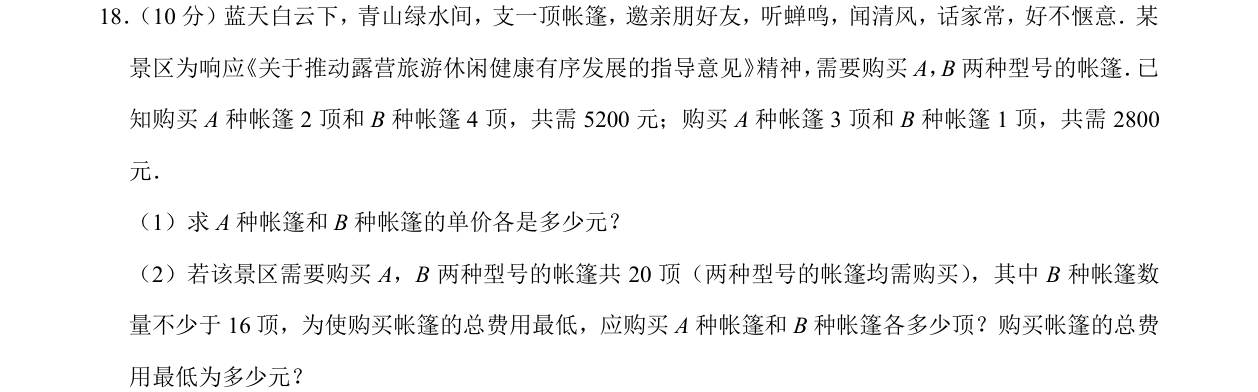 18.（10 分）蓝天白云下，青山绿水间，支一顶帐篷，邀亲朋好友，听蝉鸣，闻清风，话家常，好不惬意．某
景区为响应《关于推动露营旅游休闲健康有序发展的指导意见》精神，需要购买 A，B 两种型号的帐篷．已
知购买 A 种帐篷 2 顶和 B 种帐篷 4 顶，共需 5200 元；购买 A 种帐篷 3 顶和 B 种帐篷 1 顶，共需 2800
元．
（1）求 A 种帐篷和 B 种帐篷的单价各是多少元？
（2）若该景区需要购买 A，B 两种型号的帐篷共 20 顶（两种型号的帐篷均需购买），其中 B 种帐篷数
量不少于 16 顶，为使购买帐篷的总费用最低，应购买 A 种帐篷和 B 种帐篷各多少顶？购买帐篷的总费
用最低为多少元？